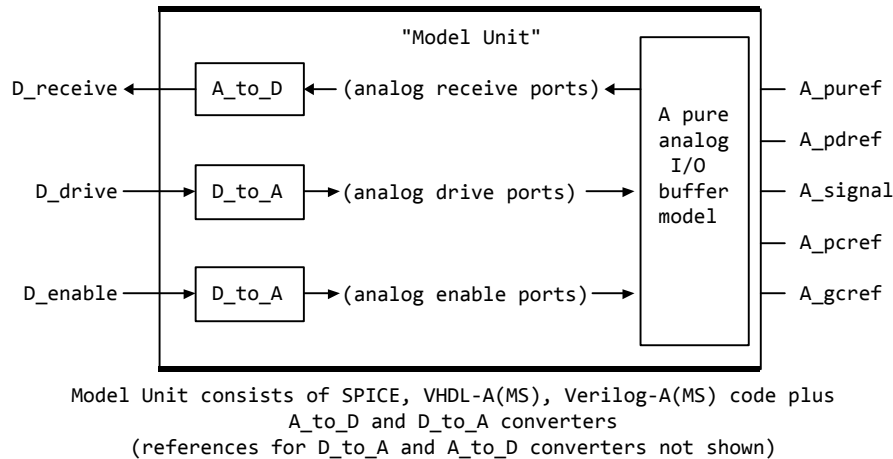 "Model Unit"
D_receive A_to_D (analog receive ports) A_puref
A pure
analog
I/O
buffer
model
A_pdref
D_drive D_to_A (analog drive ports) A_signal
A_pcref
D_enable D_to_A (analog enable ports) A_gcref
Model Unit consists of SPICE, VHDL-A(MS), Verilog-A(MS) code plus
A_to_D and D_to_A converters
(references for D_to_A and A_to_D converters not shown)